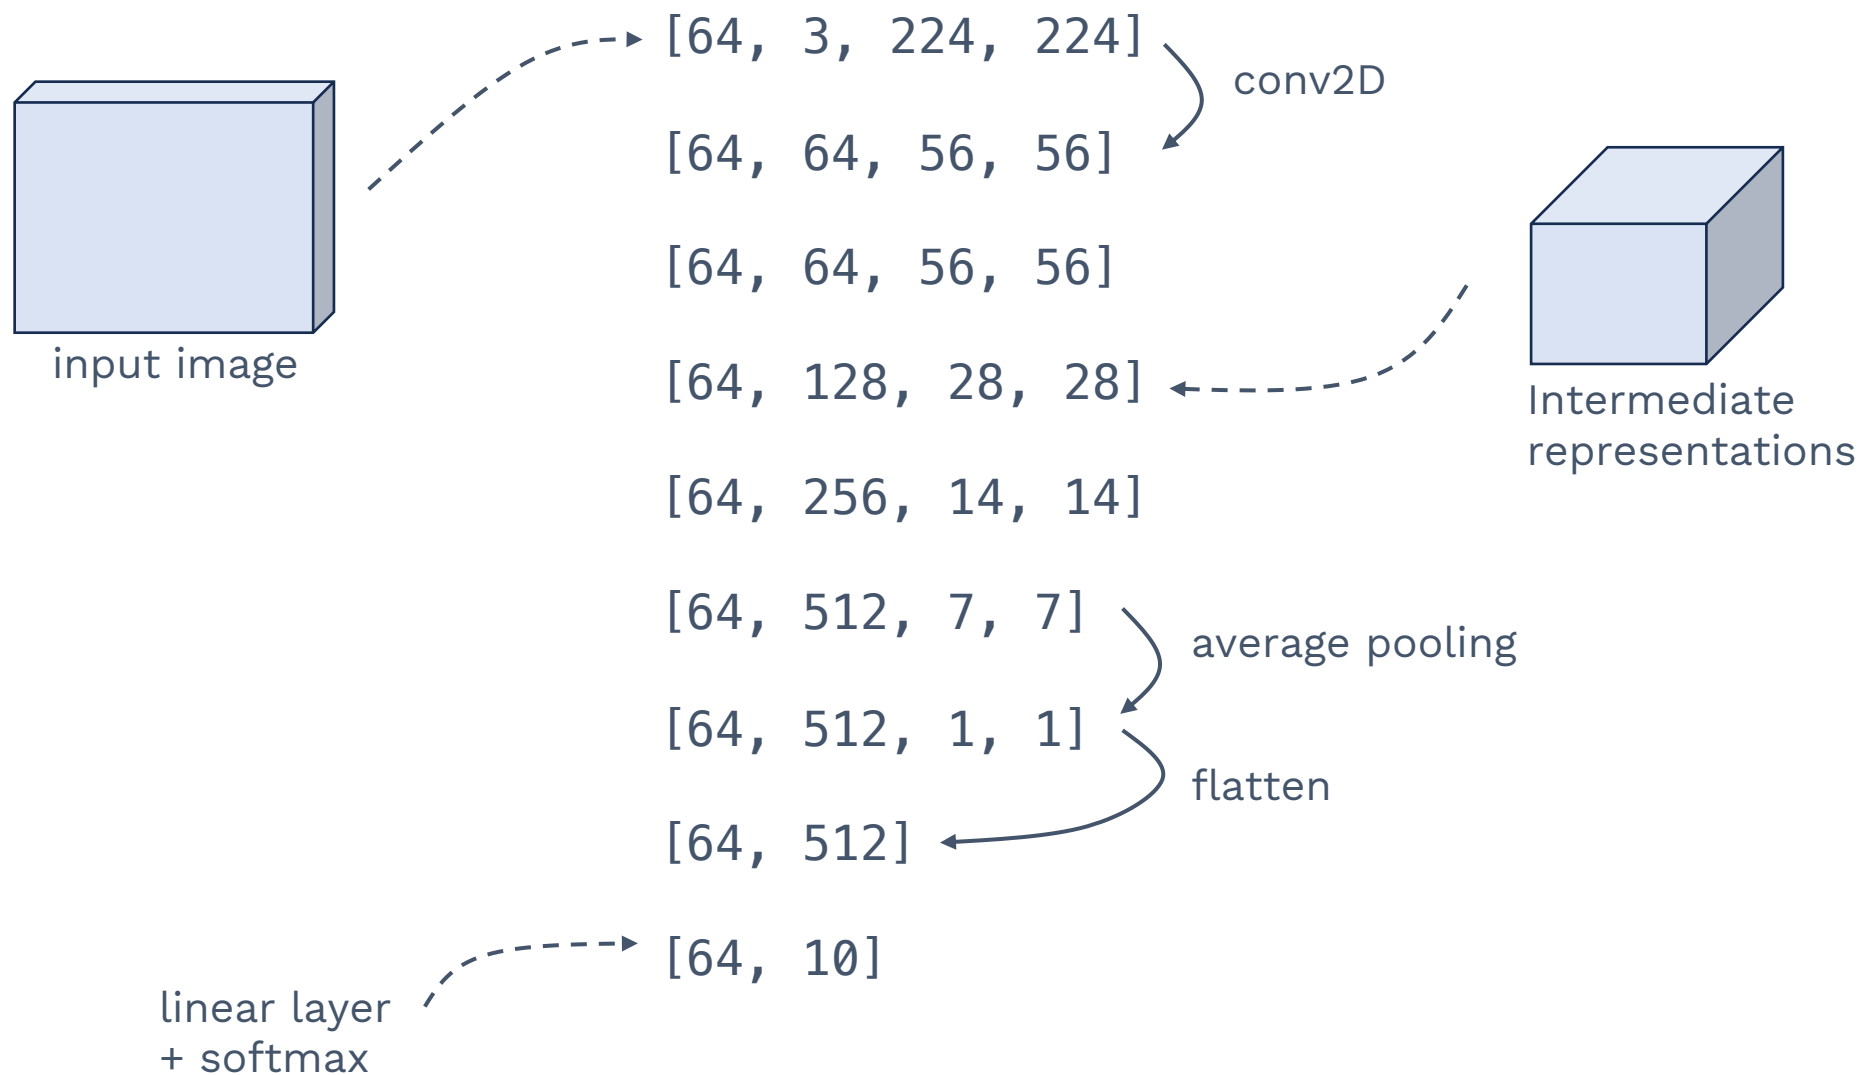 [64, 3, 224, 224]
conv2D
[64, 64, 56, 56]
[64, 64, 56, 56]
input image
[64, 128, 28, 28]
Intermediate
representations
[64, 256, 14, 14]
[64, 512, 7, 7]
average pooling
[64, 512, 1, 1]
flatten
[64, 512]
[64, 10]
linear layer
+ softmax